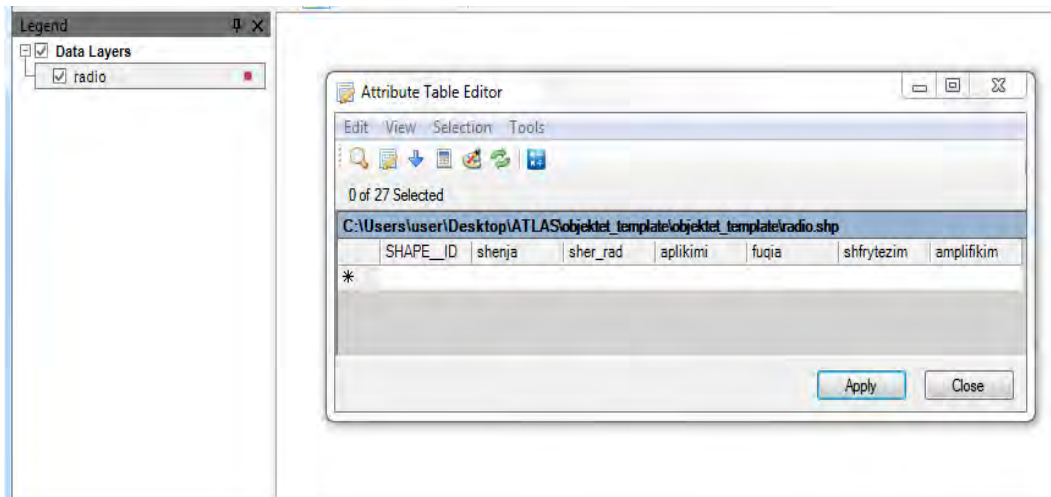 Legend
Data Layers
radio
Attribute Table Editor
Edit View Selection Tools
0 of 27 Selected
C:\Users\user\Desktop\ATLAS\objektet_template\objektet_template\radio.shp
SHAPE__ID shenja sher_rad aplikimi fuqia shfrytezim amplifikim
Apply Close